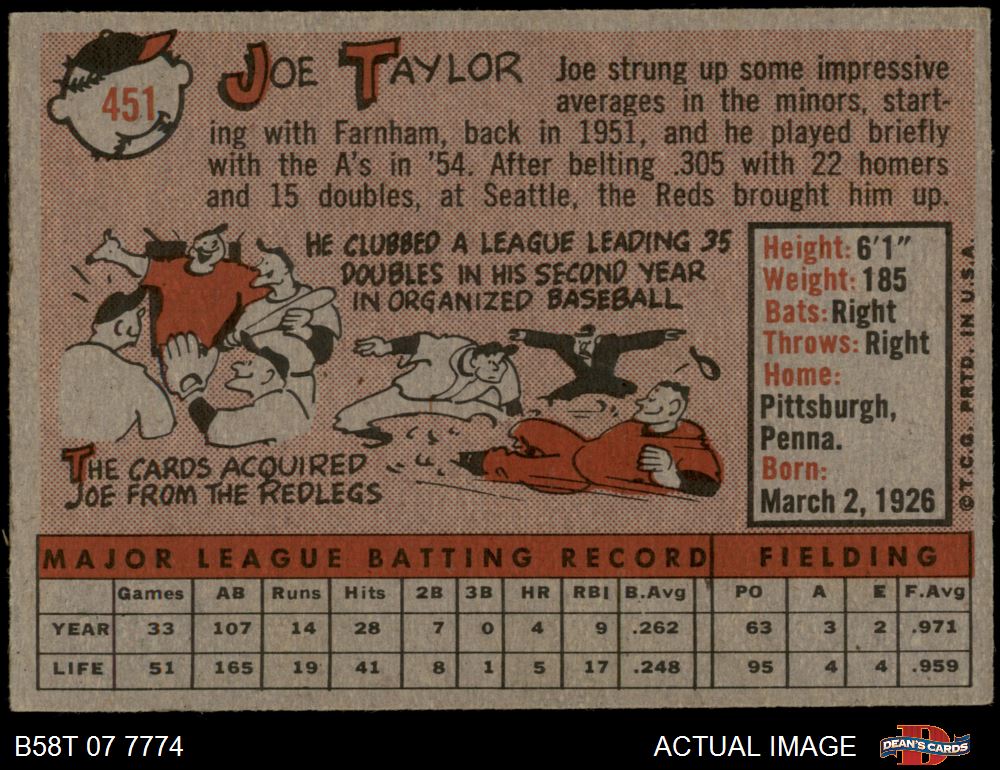 451
JOE TAYLOR
Joe strung up some impressive
averages in the minors, start-
ing with Farnham, back in 1951, and he played briefly
with the A's in '54. After belting .305 with 22 homers
and 15 doubles, at Seattle, the Reds brought him up.
HE CLUBBED A LEAGUE LEADING 35
DOUBLES IN HIS SECOND YEAR
IN ORGANIZED BASEBALL
THE CARDS ACQUIRED
JOE FROM THE REDLEGS
Height: 6'1"
Weight: 185
Bats: Right
Throws: Right
Home:
Pittsburgh,
Penna.
Born:
March 2, 1926
© T.C.G. PRTD. IN U.S.A.
MAJOR LEAGUE BATTING RECORD FIELDING
Games AB Runs Hits 2B 3B HR RBI B.Avg PO A E F.Avg
YEAR 33 107 14 28 7 0 4 9 .262 63 3 2 .971
LIFE 51 165 19 41 8 1 5 17 .248 95 4 4 .959
B58T 07 7774 ACTUAL IMAGE D DEAN'S CARDS